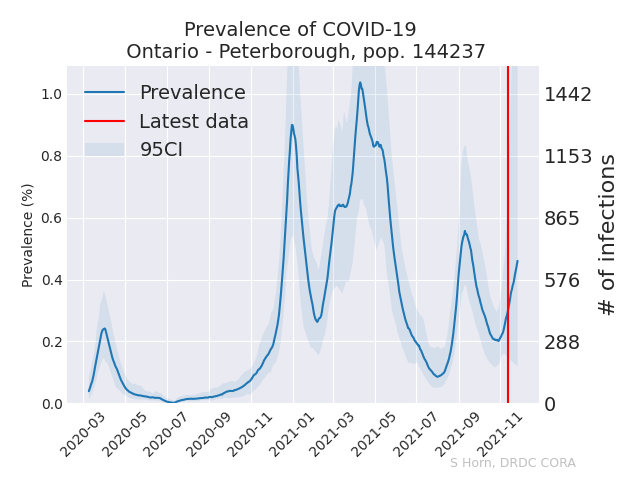 Prevalence of COVID-19
Ontario - Peterborough, pop. 144237
Prevalence
Latest data
95CI
Prevalence (%)
1.0
0.8
0.6
0.4
0.2
0.0
1442
1153
865
576
288
0
# of infections
2020-03
2020-05
2020-07
2020-09
2020-11
2021-01
2021-03
2021-05
2021-07
2021-09
2021-11
S Horn, DRDC CORA